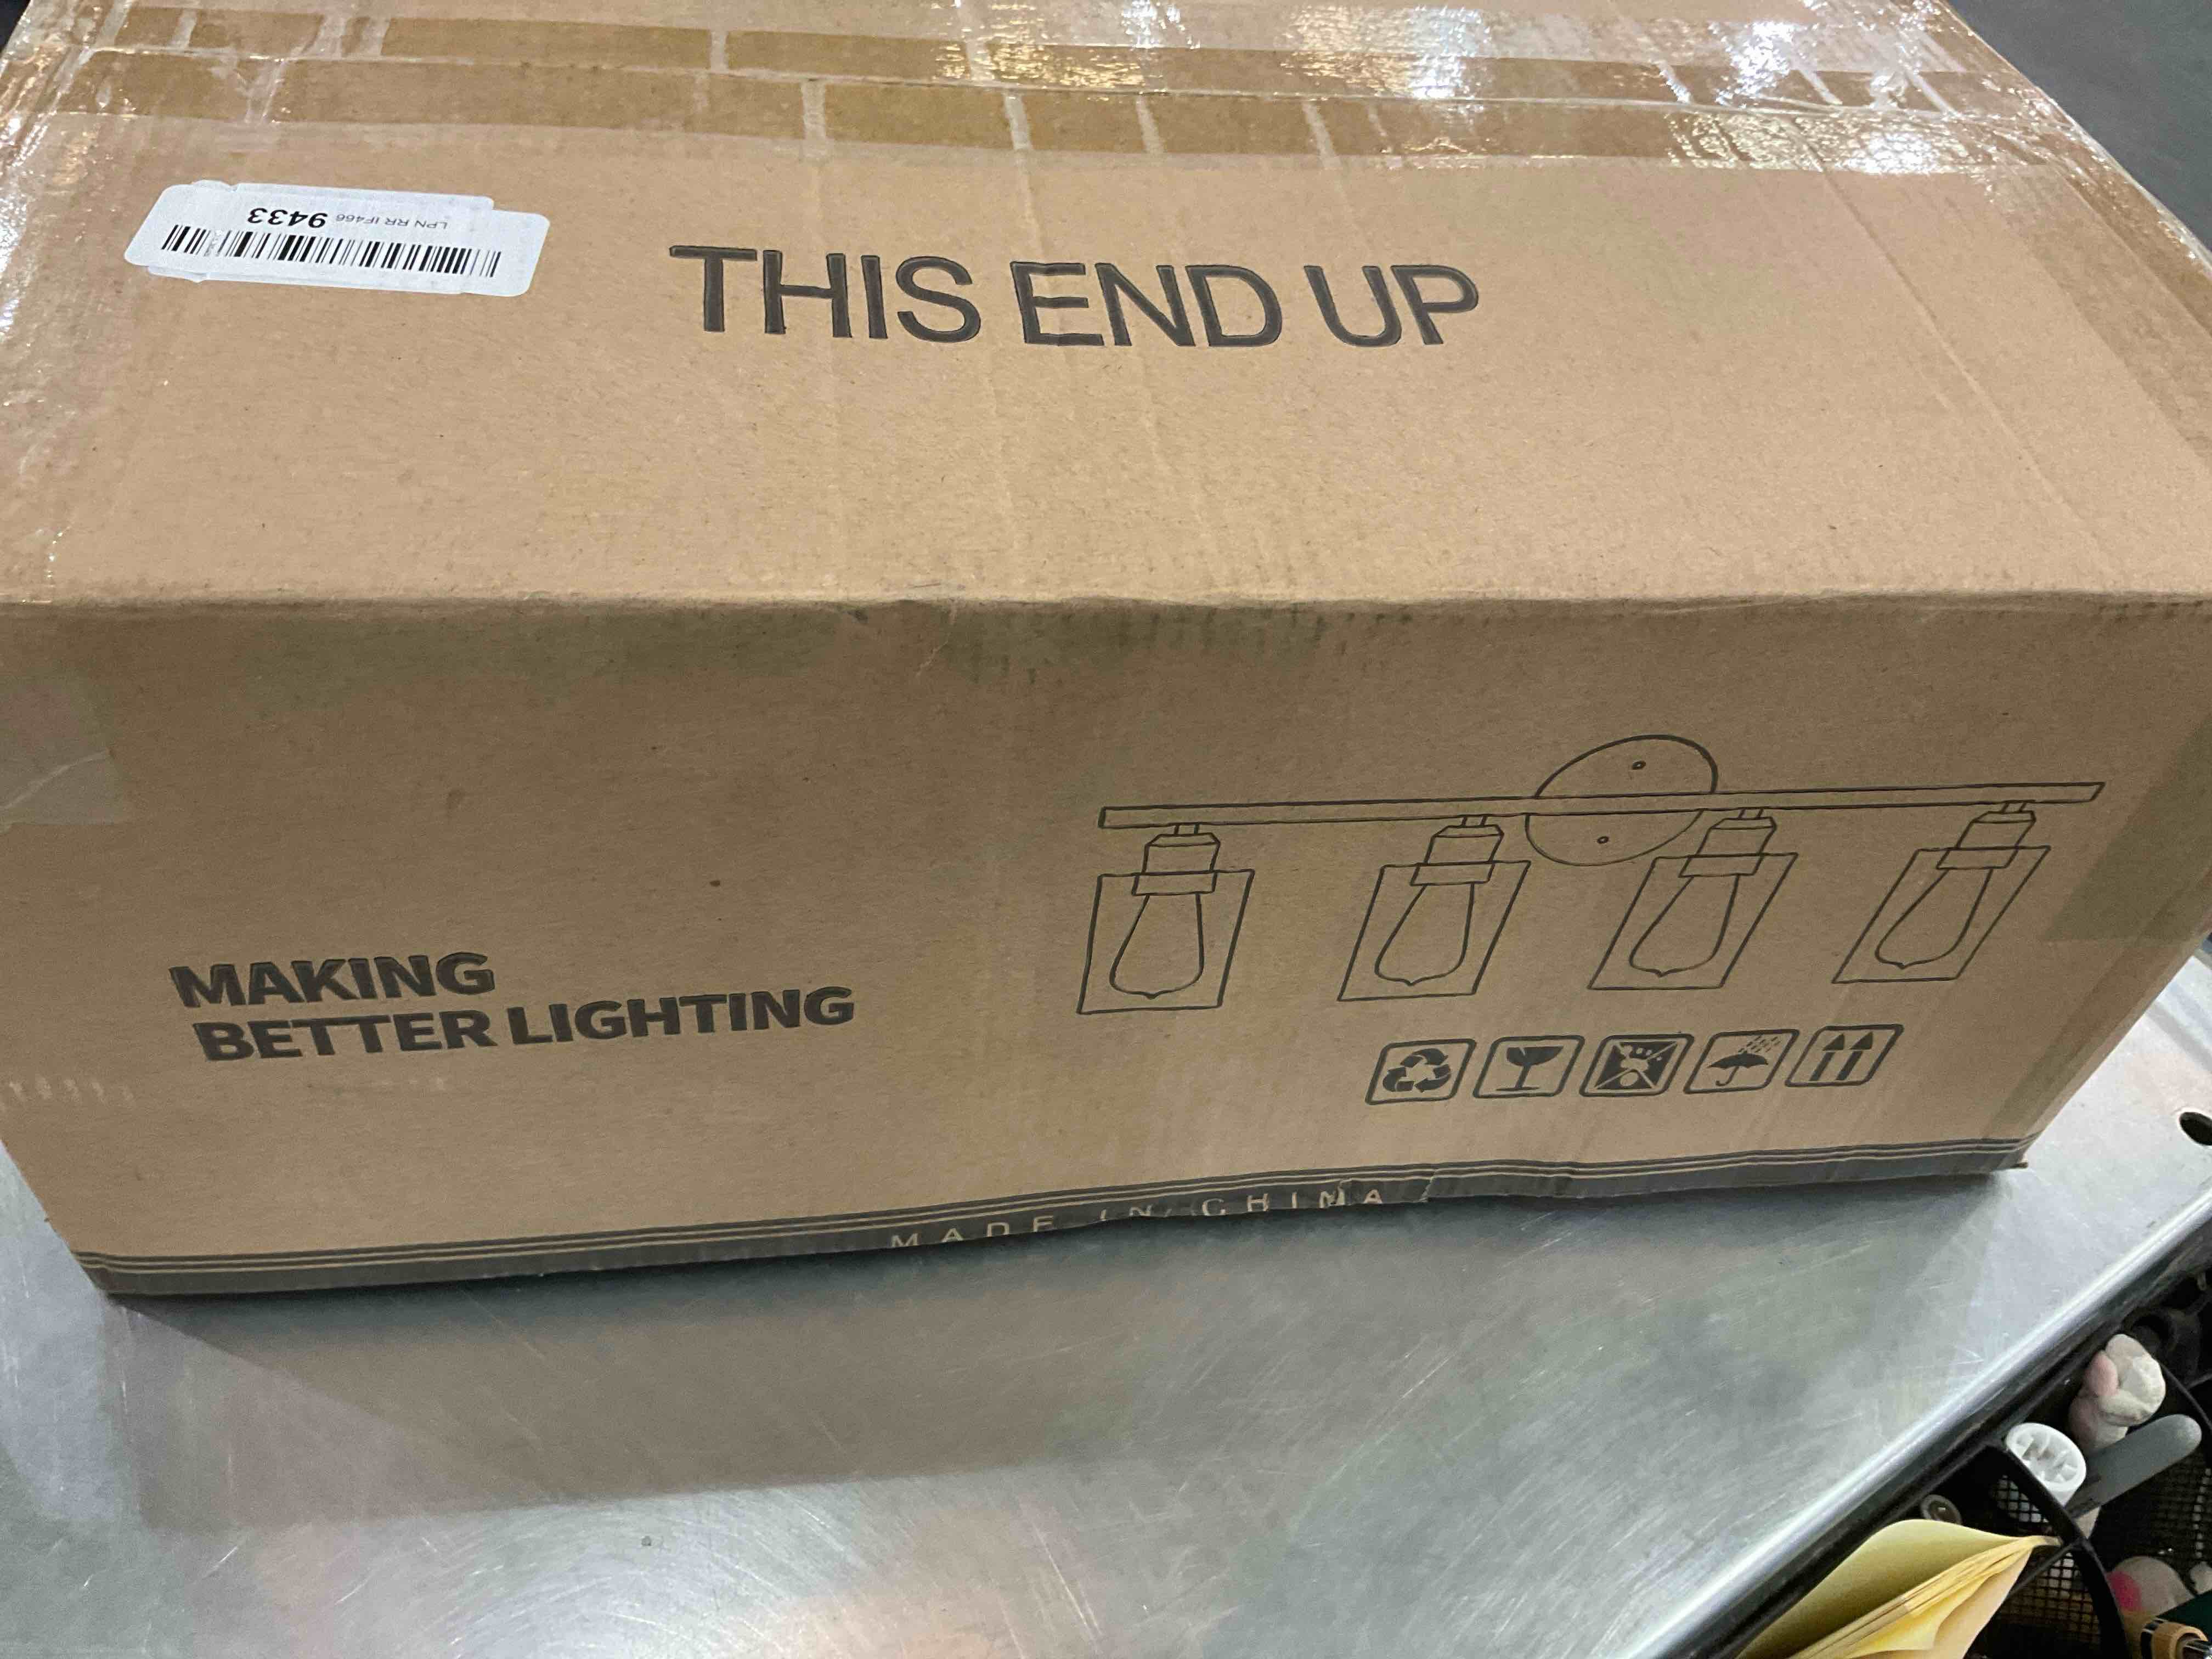 LPN RR IF466 9433
THIS END UP
MAKING
BETTER LIGHTING
MADE IN CHINA